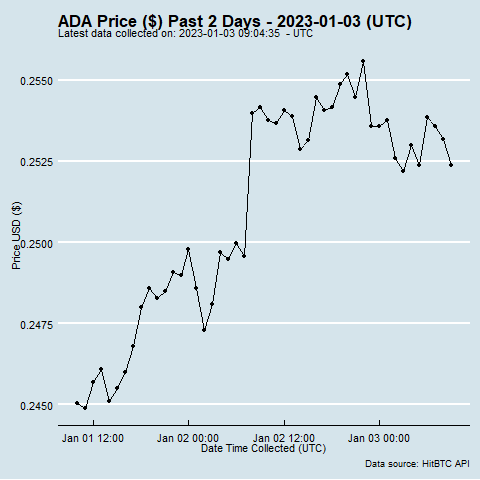 ADA Price ($) Past 2 Days - 2023-01-03 (UTC)
Latest data collected on: 2023-01-03 09:04:35 - UTC
0.2550
0.2525
0.2500
0.2475
0.2450
Price USD ($)
Jan 01 12:00 Jan 02 00:00 Jan 02 12:00 Jan 03 00:00
Date Time Collected (UTC)
Data source: HitBTC API